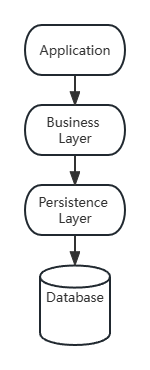 Application
Business
Layer
Persistence
Layer
Database